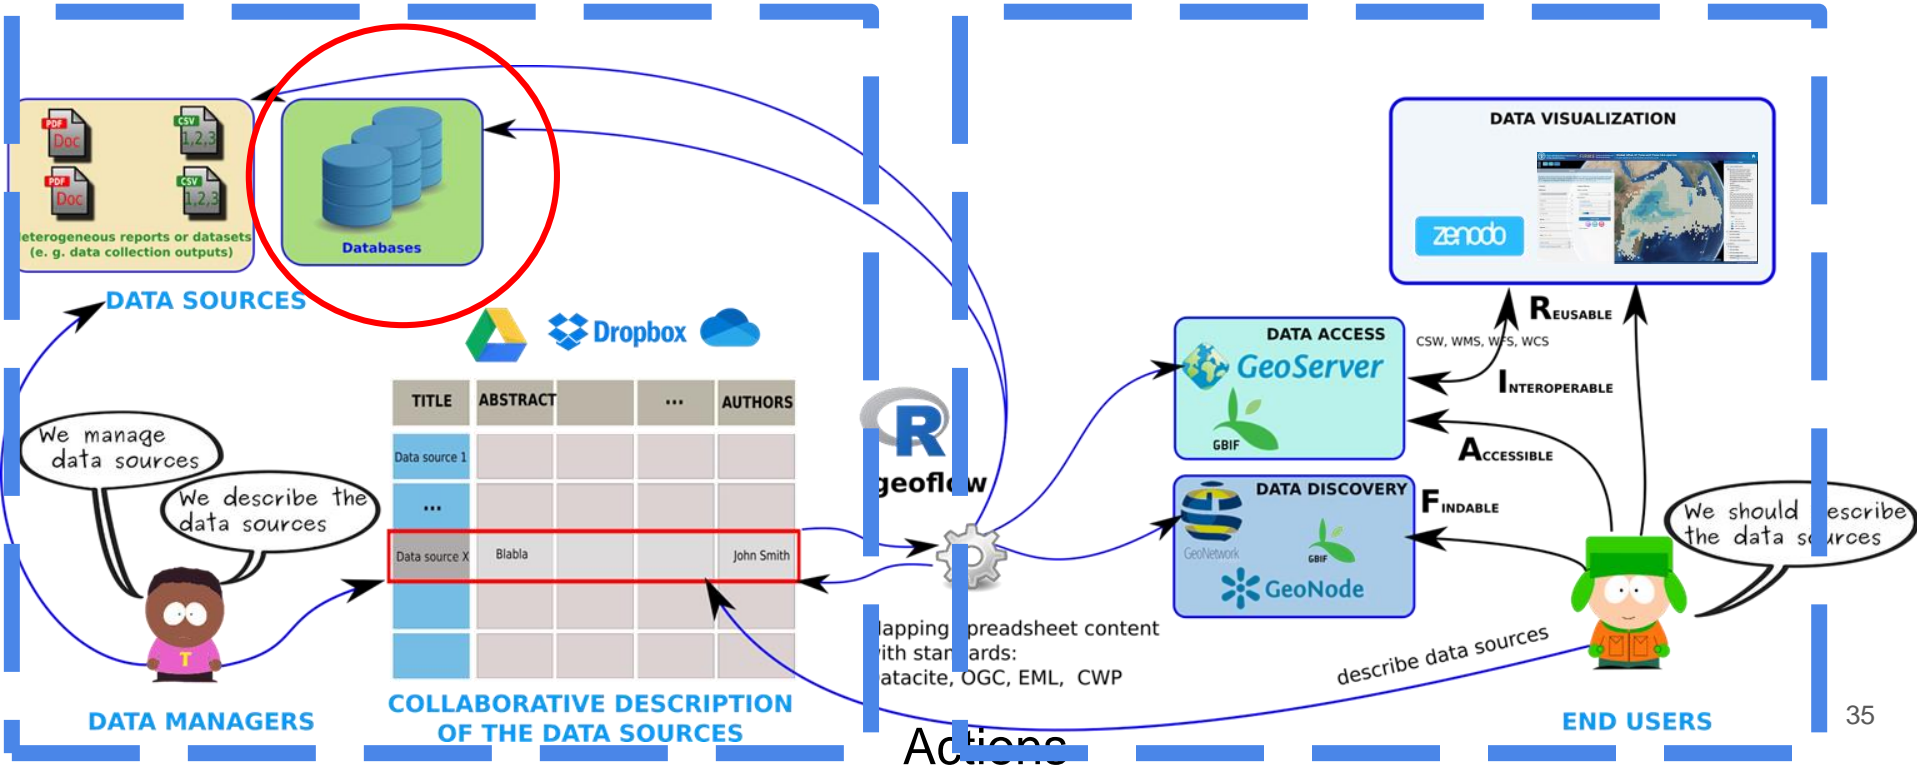 PDF
Doc
CSV
1,2,3
PDF
Doc
CSV
1,2,3
eterogeneous reports or datasets
(e. g. data collection outputs)
Databases
DATA SOURCES
Dropbox
TITLE
ABSTRACT
...
AUTHORS
Data source 1
...
Data source X
Blabla
John Smith
We manage
data sources
We describe the
data sources
T
DATA MANAGERS
COLLABORATIVE DESCRIPTION
OF THE DATA SOURCES
R
geoflow
apping spreadsheet content
ith standards:
atacite, OGC, EML, CWP
Actions
DATA VISUALIZATION
zenodo
REUSABLE
CSW, WMS, WFS, WCS
INTEROPERABLE
ACCESSIBLE
FINDABLE
DATA ACCESS
GeoServer
GBIF
DATA DISCOVERY
GeoNetwork
GBIF
GeoNode
We should escribe
the data sources
describe data sources
END USERS
35